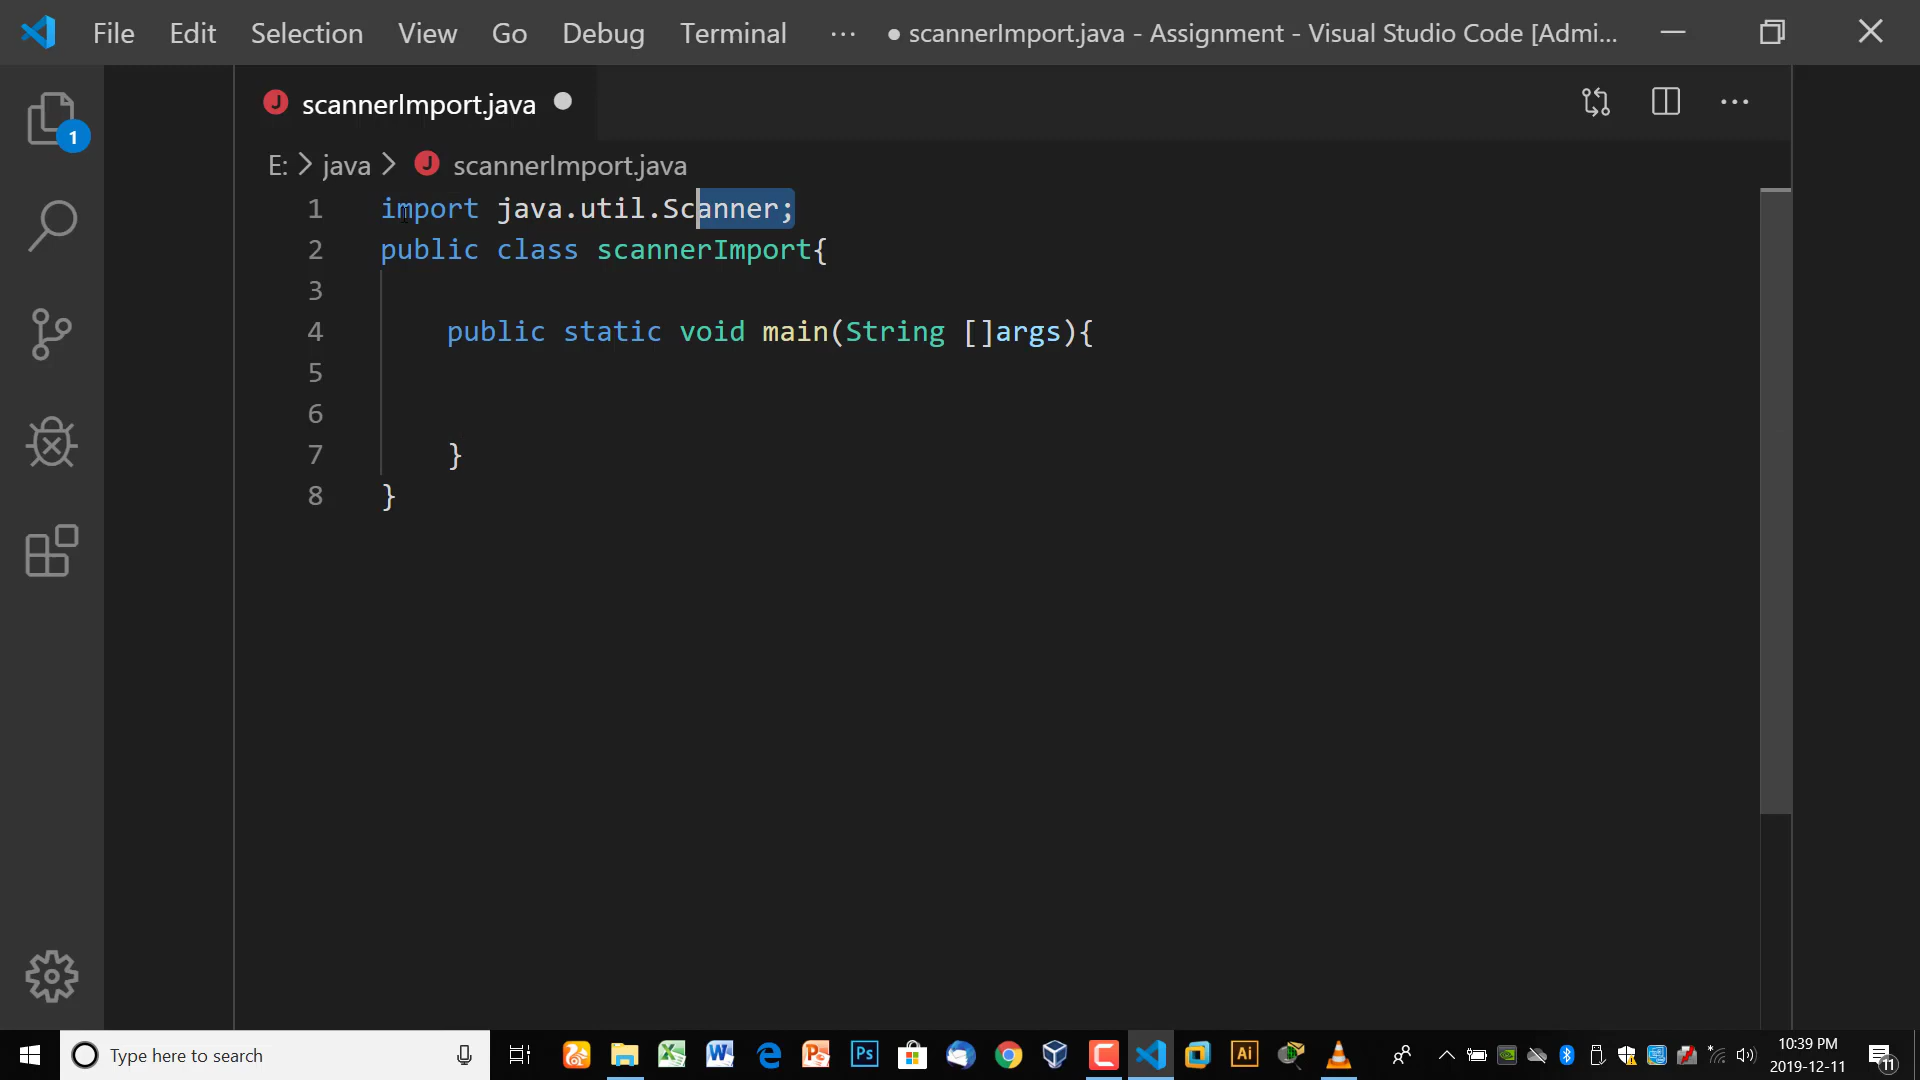 File Edit Selection View Go Debug Terminal ··· ● scannerImport.java - Assignment - Visual Studio Code [Admi...
J scannerImport.java
1
E: > java > J scannerImport.java
1 import java.util.Scanner;
2 public class scannerImport{
3
4 public static void main(String []args){
5
6
7 }
8 }
Type here to search
10:39 PM
2019-12-11
11